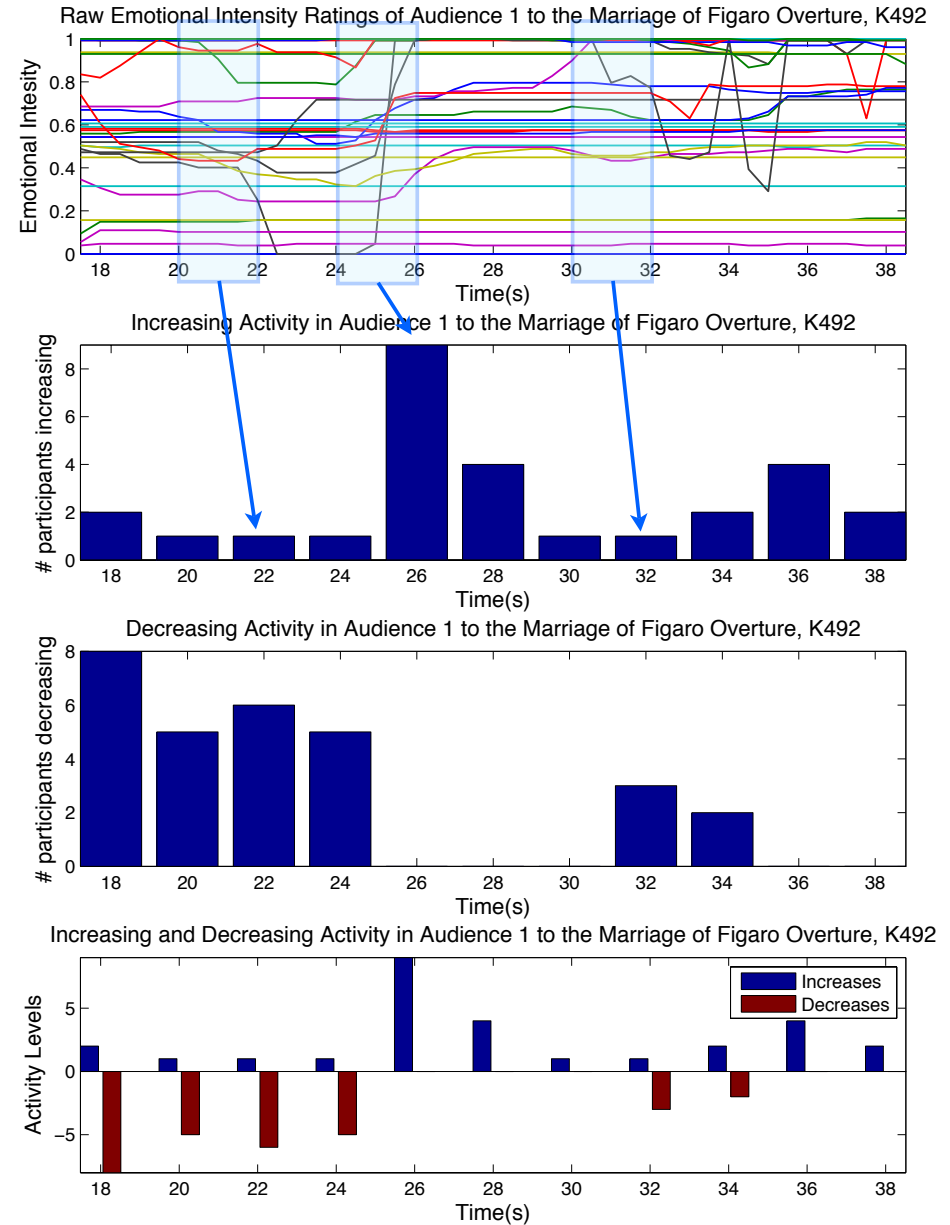 Raw Emotional Intensity Ratings of Audience 1 to the Marriage of Figaro Overture, K492
Emotional Intesity
1
0.8
0.6
0.4
0.2
0
18 20 22 24 26 28 30 32 34 36 38
Time(s)
Increasing Activity in Audience 1 to the Marriage of Figaro Overture, K492
# participants increasing
8
6
4
2
0
18 20 22 24 26 28 30 32 34 36 38
Time(s)
Decreasing Activity in Audience 1 to the Marriage of Figaro Overture, K492
# participants decreasing
8
6
4
2
0
18 20 22 24 26 28 30 32 34 36 38
Time(s)
Increasing and Decreasing Activity in Audience 1 to the Marriage of Figaro Overture, K492
Activity Levels
Increases
Decreases
5
0
−5
18 20 22 24 26 28 30 32 34 36 38
Time(s)